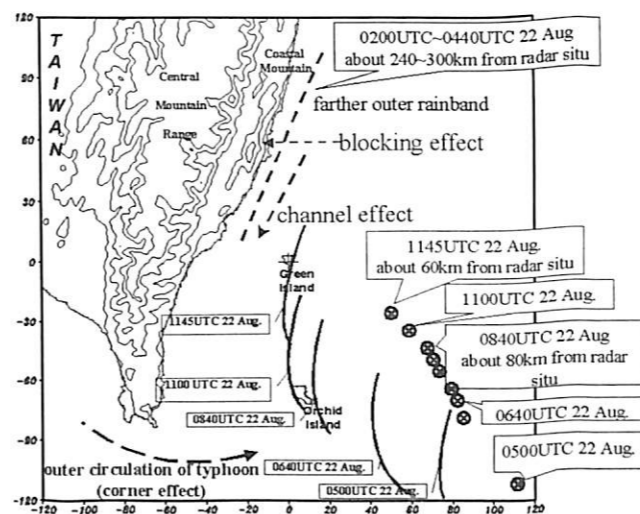 120
90
60
30
0
-30
-60
-90
-120
-120 -100 -80 -60 -40 -20 0 20 40 60 80 100 120
TAIWAN
Central
Mountain
Range
Coastal
Mountain
0200UTC~0440UTC 22 Aug
about 240~300km from radar situ
farther outer rainband
blocking effect
channel effect
Green
Island
1145UTC 22 Aug.
about 60km from radar situ
1100UTC 22 Aug.
0840UTC 22 Aug
about 80km from radar
situ
0640UTC 22 Aug.
0500UTC 22 Aug.
1145UTC 22 Aug.
1100 UTC 22 Aug.
0840UTC 22 Aug.
Orchid
Island
0640UTC 22 Aug.
0500UTC 22 Aug.
outer circulation of typhoon
(corner effect)